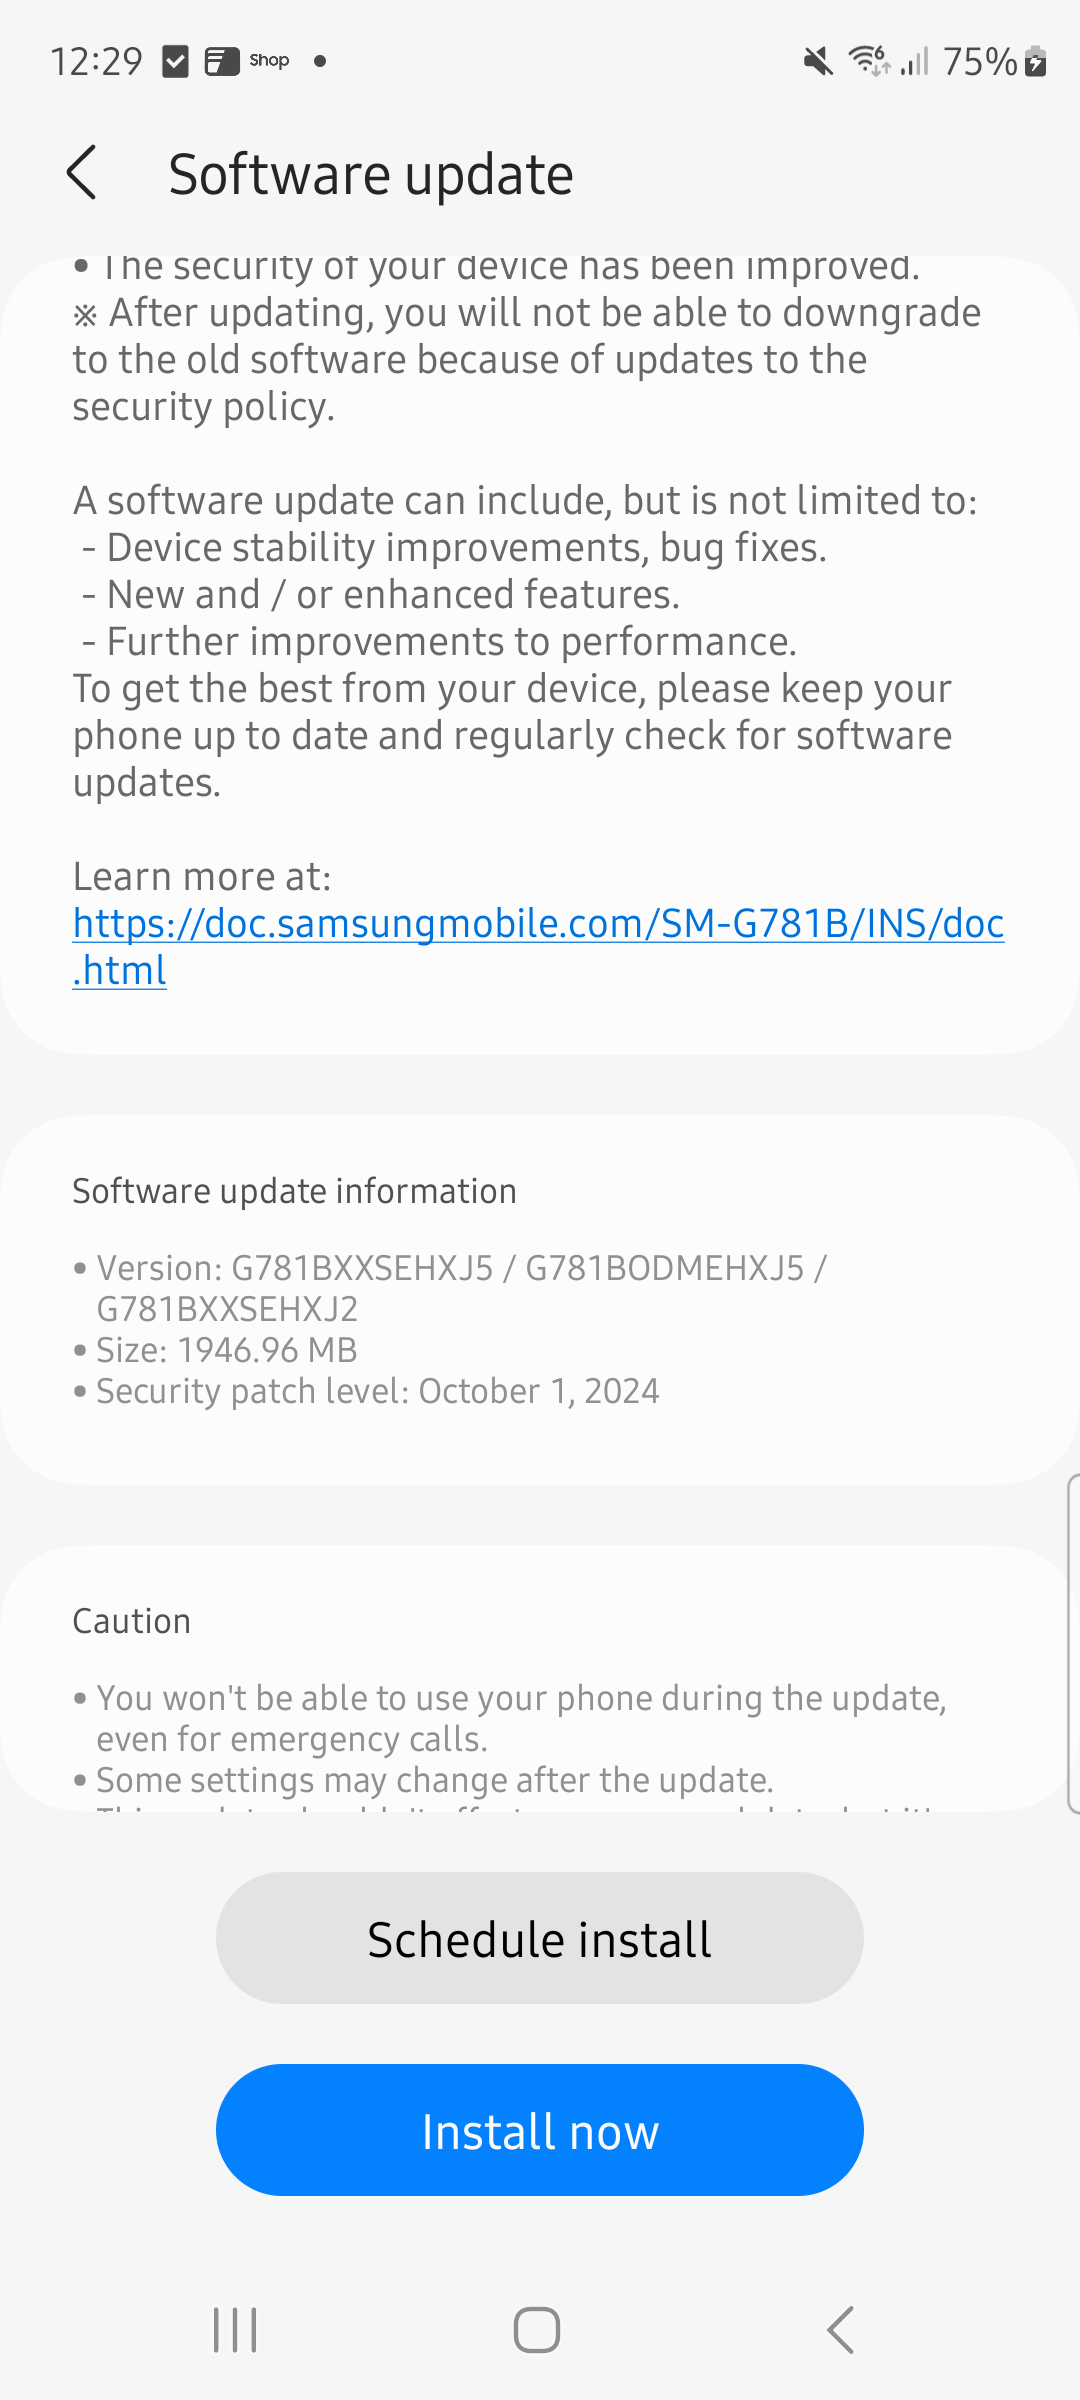 12:29 Shop 6 75%
Software update
• The security of your device has been improved.
※ After updating, you will not be able to downgrade
to the old software because of updates to the
security policy.
A software update can include, but is not limited to:
- Device stability improvements, bug fixes.
- New and / or enhanced features.
- Further improvements to performance.
To get the best from your device, please keep your
phone up to date and regularly check for software
updates.
Learn more at:
https://doc.samsungmobile.com/SM-G781B/INS/doc
.html
Software update information
• Version: G781BXXSEHXJ5 / G781BODMEHXJ5 /
G781BXXSEHXJ2
• Size: 1946.96 MB
• Security patch level: October 1, 2024
Caution
• You won't be able to use your phone during the update,
even for emergency calls.
• Some settings may change after the update.
Schedule install
Install now